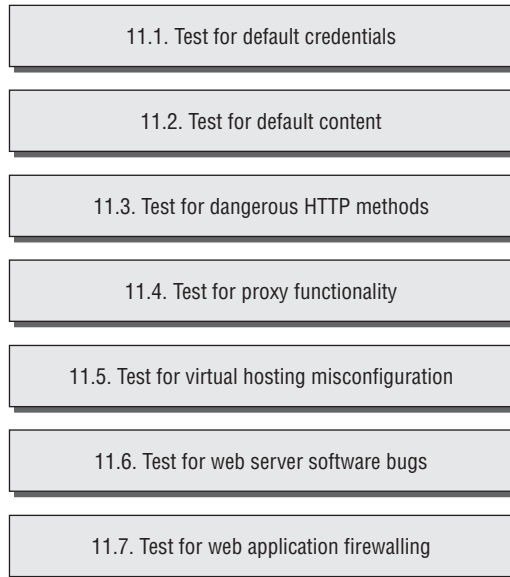 11.1. Test for default credentials
11.2. Test for default content
11.3. Test for dangerous HTTP methods
11.4. Test for proxy functionality
11.5. Test for virtual hosting misconfiguration
11.6. Test for web server software bugs
11.7. Test for web application firewalling